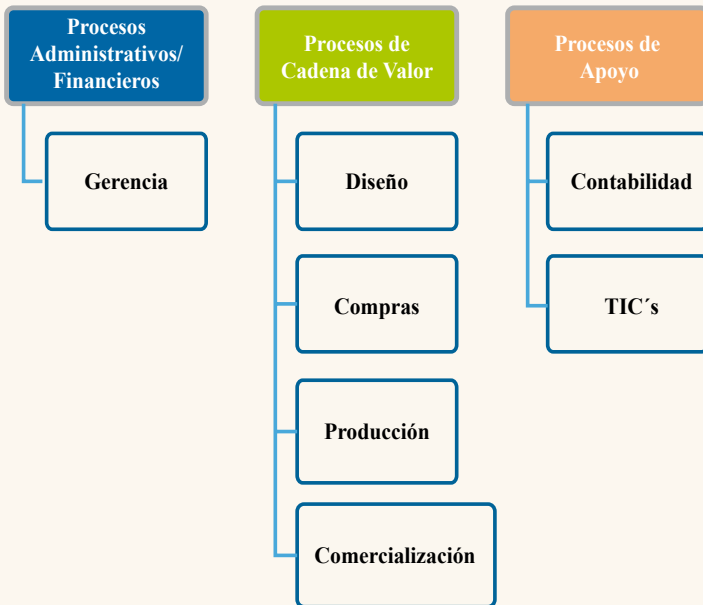 Procesos
Administrativos/
Financieros
Gerencia
Procesos de
Cadena de Valor
Diseño
Compras
Producción
Comercialización
Procesos de
Apoyo
Contabilidad
TIC´s